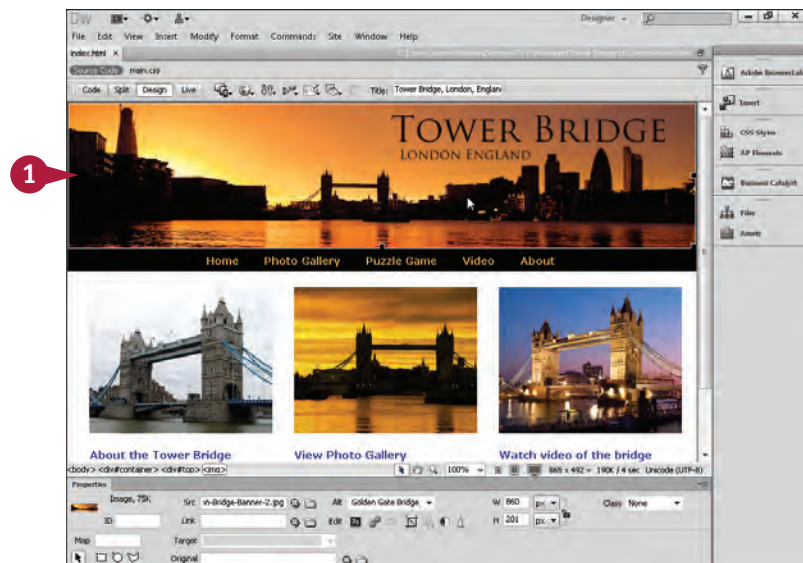 DW
Designer
File Edit View Insert Modify Format Commands Site Window Help
index.html ×
Source Code main.css
Code Split Design Live Title: Tower Bridge, London, Englan
TOWER BRIDGE
LONDON ENGLAND
1
Home Photo Gallery Puzzle Game Video About
About the Tower Bridge View Photo Gallery Watch video of the bridge
<body> <div#container> <div#top> <img> 100% 865 x 492 190K / 4 sec Unicode (UTF-8)
Properties
Image, 75K Src n-Bridge-Banner-2.jpg Alt Golden Gate Bridge W 860 px Class None
ID Link Edit H 201 px
Map Target
Original
Adobe BrowserLab
Insert
CSS Styles
AP Elements
Business Catalyst
Files
Assets